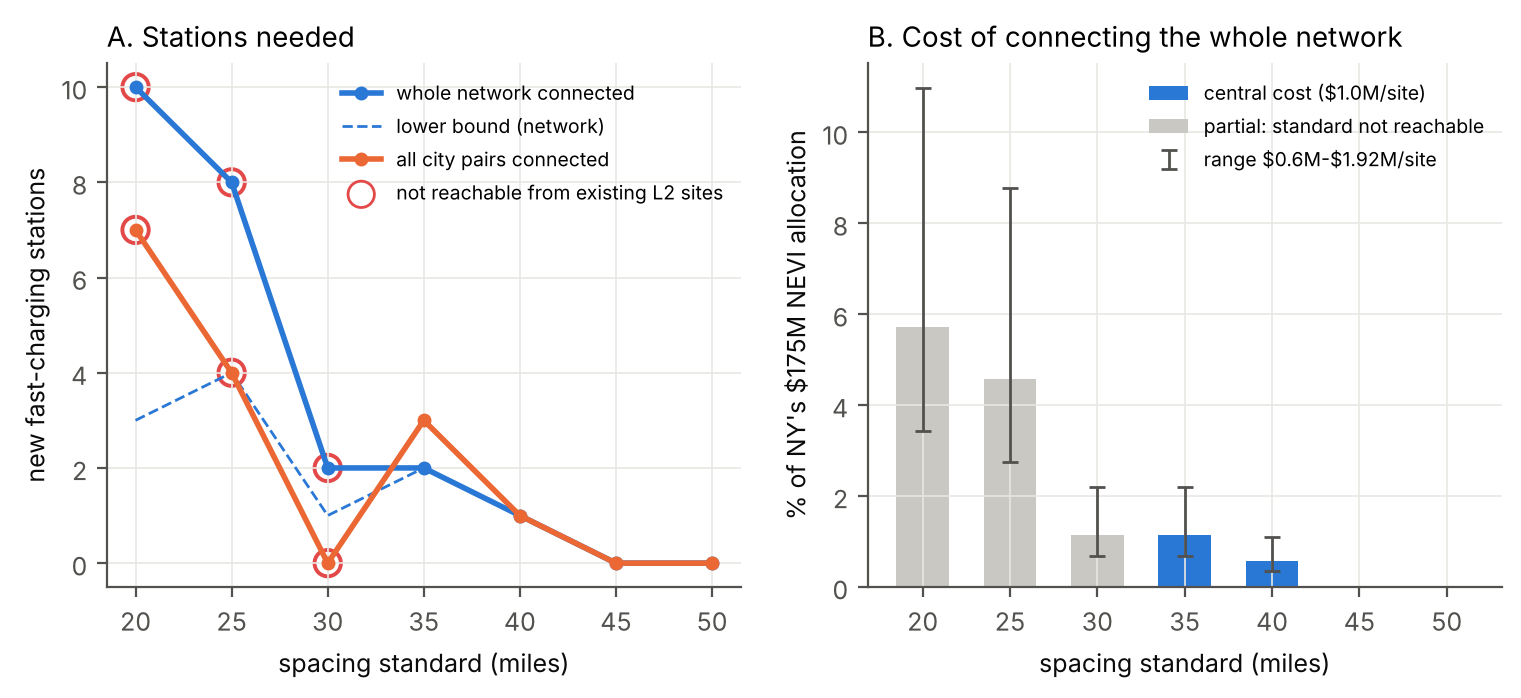 A. Stations needed
new fast-charging stations
10
8
6
4
2
0
whole network connected
lower bound (network)
all city pairs connected
not reachable from existing L2 sites
20 25 30 35 40 45 50
spacing standard (miles)
B. Cost of connecting the whole network
% of NY's $175M NEVI allocation
10
8
6
4
2
0
central cost ($1.0M/site)
partial: standard not reachable
range $0.6M-$1.92M/site
20 25 30 35 40 45 50
spacing standard (miles)